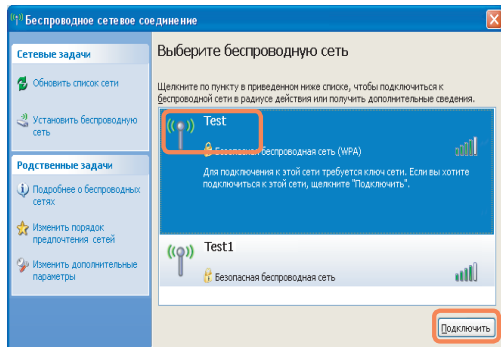 Беспроводное сетевое соединение
Сетевые задачи
Обновить список сети
Установить беспроводную
сеть
Родственные задачи
Подробнее о беспроводных
сетях
Изменить порядок
предпочтения сетей
Изменить дополнительные
параметры
Выберите беспроводную сеть
Щелкните по пункту в приведенном ниже списке, чтобы подключиться к
беспроводной сети в радиусе действия или получить дополнительные сведения.
Test
Безопасная беспроводная сеть (WPA)
Для подключения к этой сети требуется ключ сети. Если вы хотите
подключиться к этой сети, щелкните "Подключить".
Test1
Безопасная беспроводная сеть
Подключить